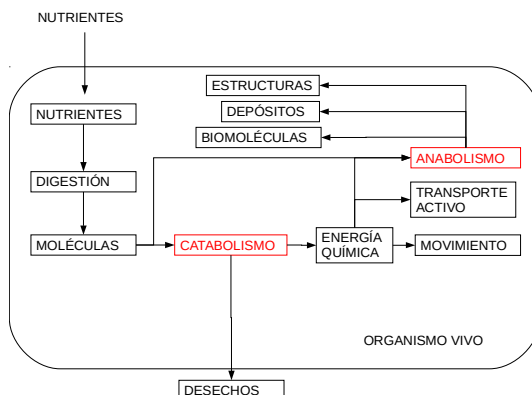 NUTRIENTES
ESTRUCTURAS
NUTRIENTES
DEPÓSITOS
BIOMOLÉCULAS
ANABOLISMO
DIGESTIÓN
TRANSPORTE
ACTIVO
MOLÉCULAS
CATABOLISMO
ENERGÍA
QUÍMICA
MOVIMIENTO
ORGANISMO VIVO
DESECHOS